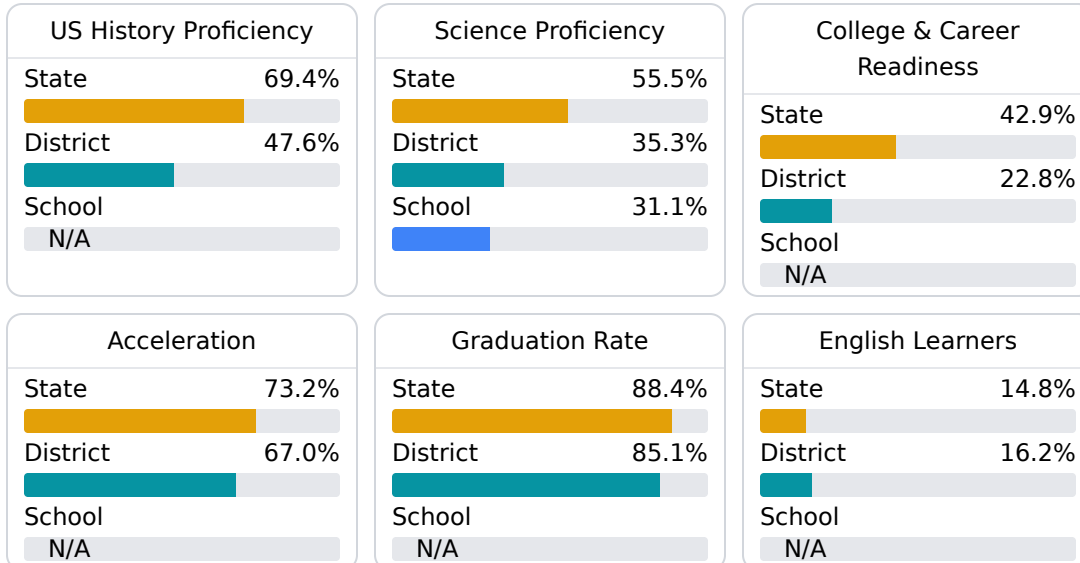 US History Proficiency
State 69.4%
District 47.6%
School
N/A
Science Proficiency
State 55.5%
District 35.3%
School 31.1%
College & Career
Readiness
State 42.9%
District 22.8%
School
N/A
Acceleration
State 73.2%
District 67.0%
School
N/A
Graduation Rate
State 88.4%
District 85.1%
School
N/A
English Learners
State 14.8%
District 16.2%
School
N/A